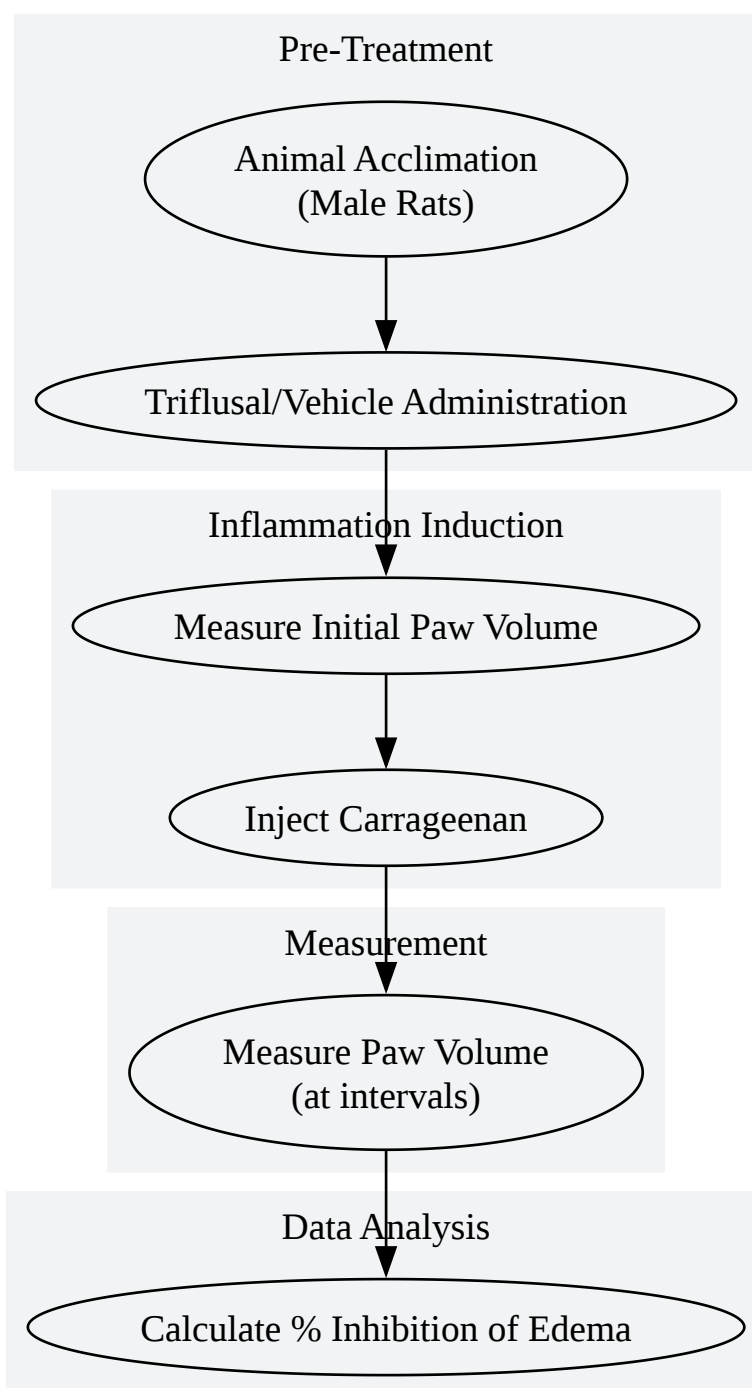 Pre-Treatment
Animal Acclimation
(Male Rats)
Triflusal/Vehicle Administration
Inflammation Induction
Measure Initial Paw Volume
Inject Carrageenan
Measurement
Measure Paw Volume
(at intervals)
Data Analysis
Calculate % Inhibition of Edema